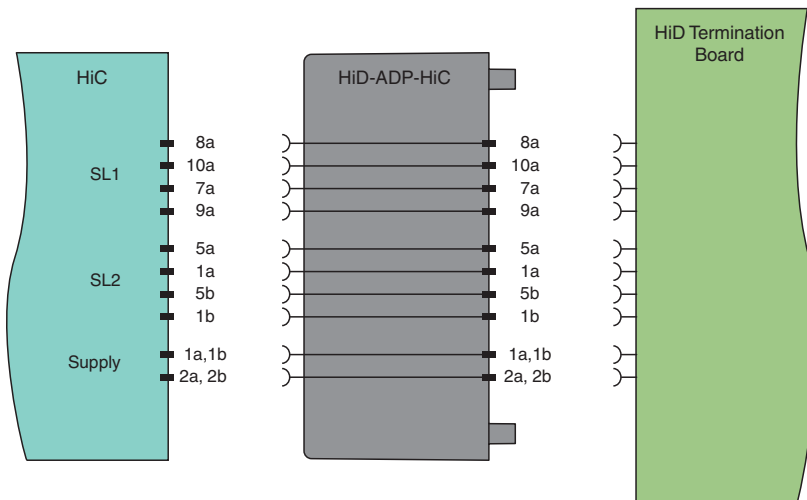 HiC
HiD-ADP-HiC
HiD Termination
Board
SL1
8a
10a
7a
9a
8a
10a
7a
9a
SL2
5a
1a
5b
1b
5a
1a
5b
1b
Supply
1a,1b
2a, 2b
1a,1b
2a, 2b